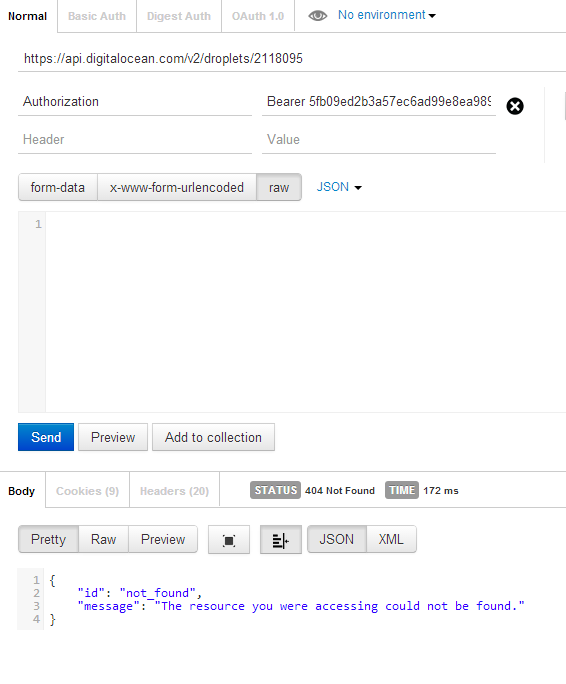 Normal Basic Auth Digest Auth OAuth 1.0 No environment
https://api.digitalocean.com/v2/droplets/2118095
Authorization Bearer 5fb09ed2b3a57ec6ad99e8ea989
Header Value
form-data x-www-form-urlencoded raw JSON
1
Send Preview Add to collection
Body Cookies (9) Headers (20) STATUS 404 Not Found TIME 172 ms
Pretty Raw Preview JSON XML
1 {
2 "id": "not_found",
3 "message": "The resource you were accessing could not be found."
4 }